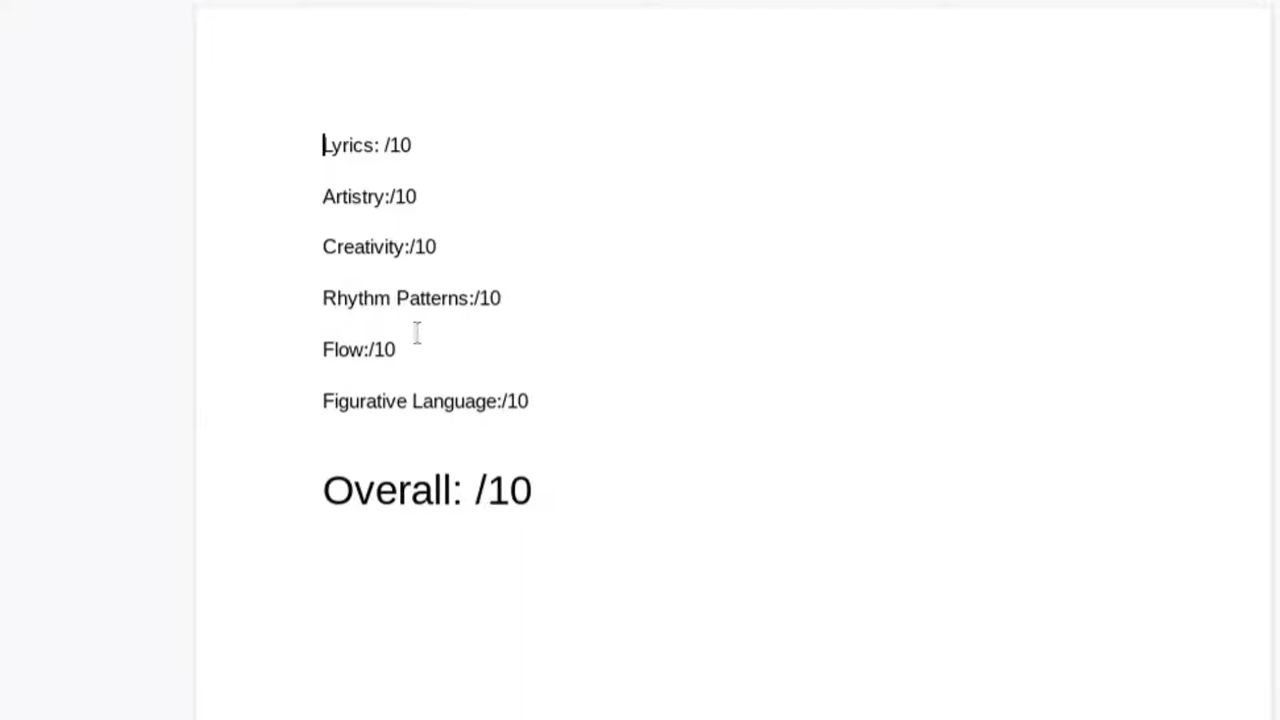 Lyrics: /10
Artistry:/10
Creativity:/10
Rhythm Patterns:/10
Flow:/10
Figurative Language:/10
Overall: /10